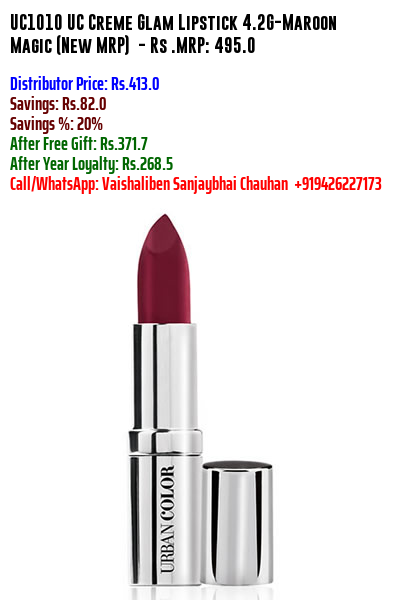 UC1010 UC Creme Glam Lipstick 4.2G-Maroon
Magic (New MRP) - Rs .MRP: 495.0
Distributor Price: Rs.413.0
Savings: Rs.82.0
Savings %: 20%
After Free Gift: Rs.371.7
After Year Loyalty: Rs.268.5
Call/WhatsApp: Vaishaliben Sanjaybhai Chauhan +919426227173
URBAN COLOR